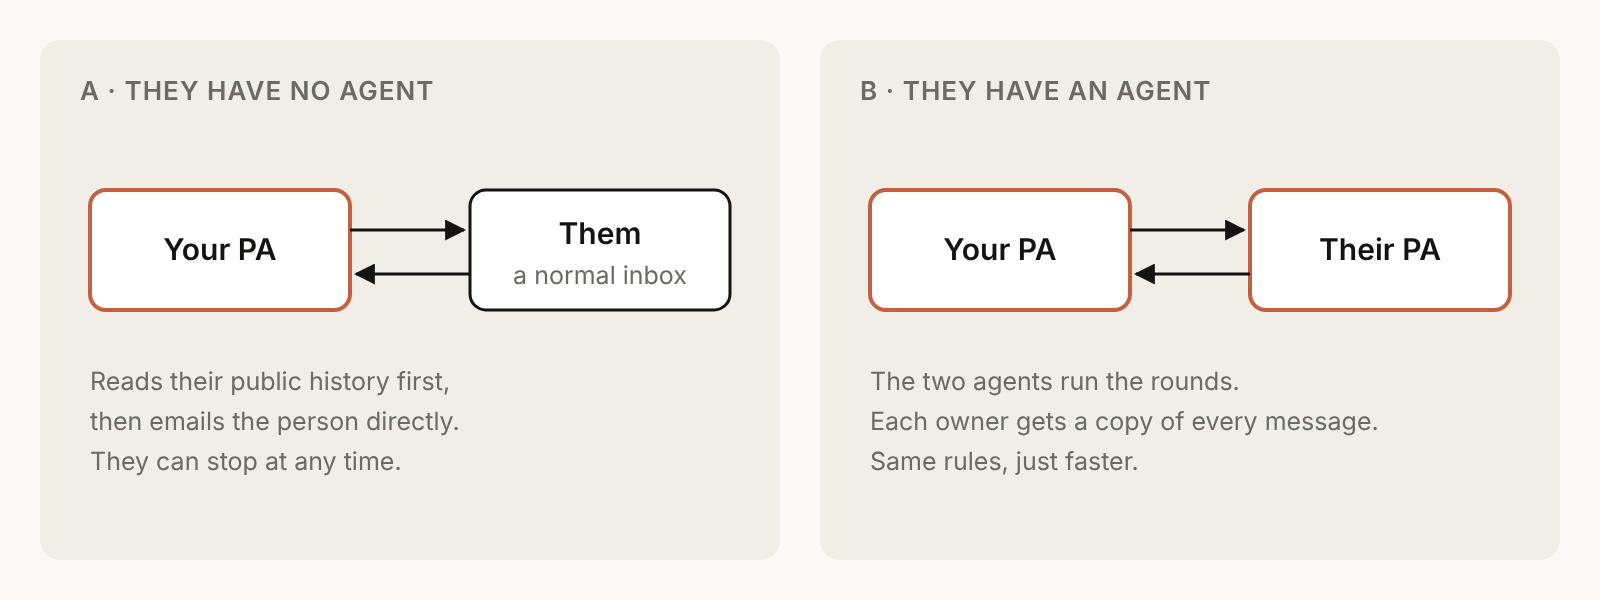 A · THEY HAVE NO AGENT
Your PA
Them
a normal inbox
Reads their public history first,
then emails the person directly.
They can stop at any time.
B · THEY HAVE AN AGENT
Your PA
Their PA
The two agents run the rounds.
Each owner gets a copy of every message.
Same rules, just faster.